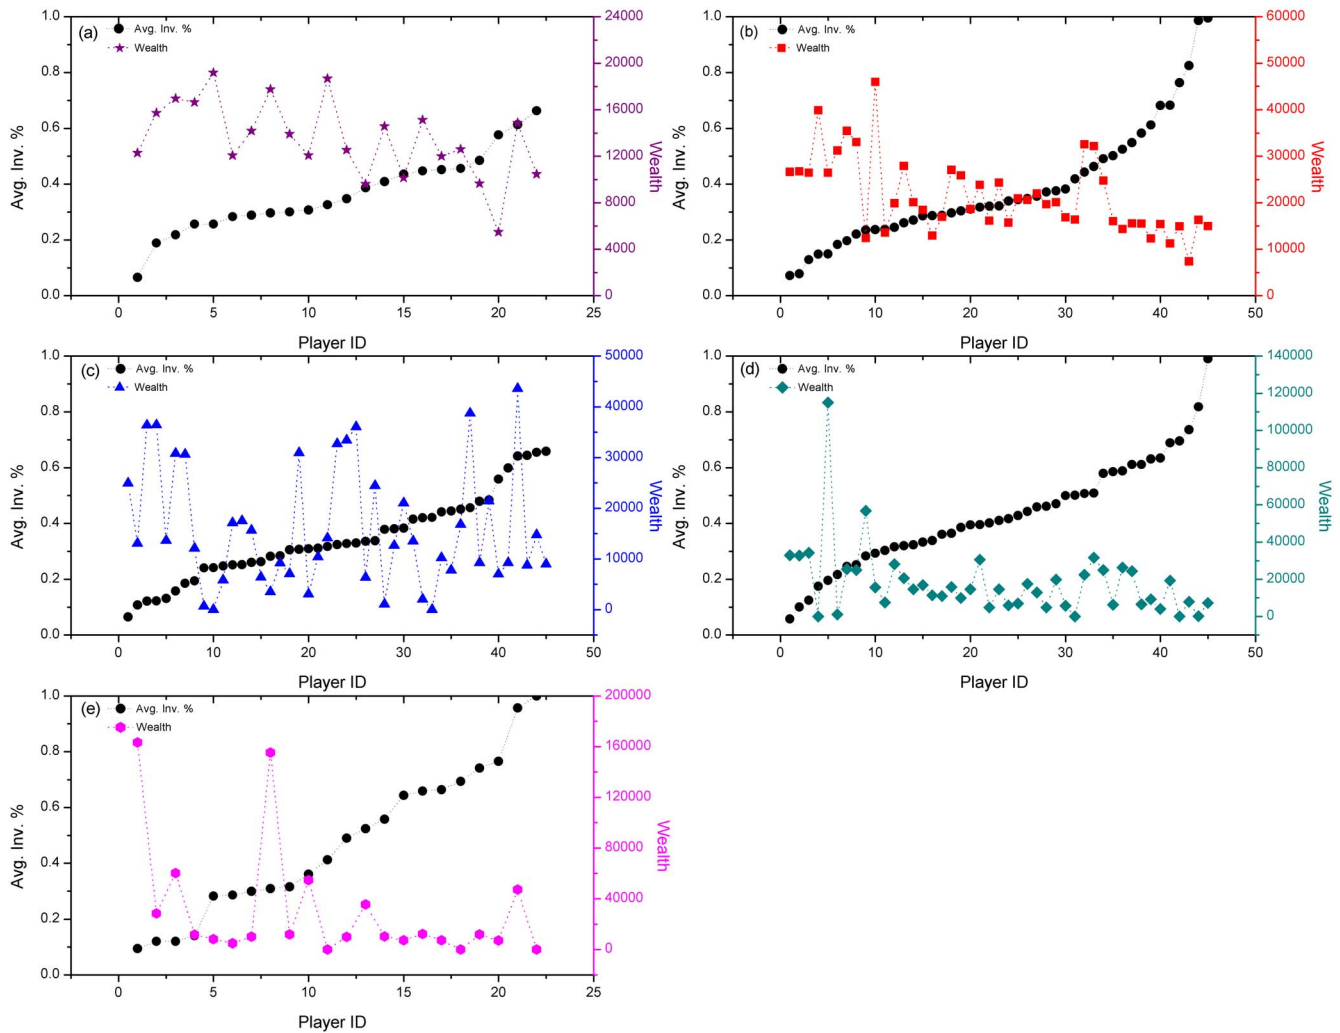 (a)
Avg. Inv. %
Wealth
1.0
0.8
0.6
0.4
0.2
0.0
Avg. Inv. %
24000
20000
16000
12000
8000
4000
0
Wealth
0 5 10 15 20 25
Player ID
(b)
Avg. Inv. %
Wealth
1.0
0.8
0.6
0.4
0.2
0.0
Avg. Inv. %
60000
50000
40000
30000
20000
10000
0
Wealth
0 10 20 30 40 50
Player ID
(c)
Avg. Inv. %
Wealth
1.0
0.8
0.6
0.4
0.2
0.0
Avg. Inv. %
50000
40000
30000
20000
10000
0
Wealth
0 10 20 30 40 50
Player ID
(d)
Avg. Inv. %
Wealth
1.0
0.8
0.6
0.4
0.2
0.0
Avg. Inv. %
140000
120000
100000
80000
60000
40000
20000
0
Wealth
0 10 20 30 40 50
Player ID
(e)
Avg. Inv. %
Wealth
1.0
0.8
0.6
0.4
0.2
0.0
Avg. Inv. %
200000
160000
120000
80000
40000
0
Wealth
0 5 10 15 20 25
Player ID